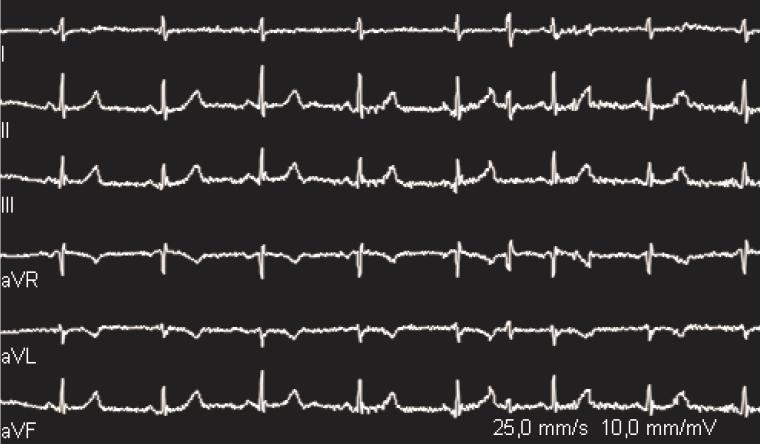 I
II
III
aVR
aVL
aVF
25,0 mm/s 10,0 mm/mV